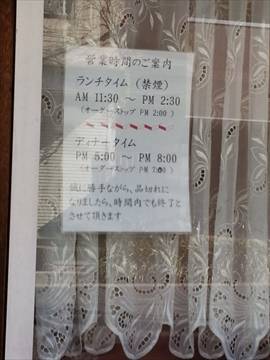 営業時間のご案内
ランチタイム (禁煙)
AM 11:30 ～ PM 2:30
(オーダーストップ PM 2:00 )
ディナータイム
PM 5:00 ～ PM 8:00
(オーダーストップ PM 7:00 )
誠に勝手ながら、品切れに
なりましたら、時間内でも終了と
させて頂きます